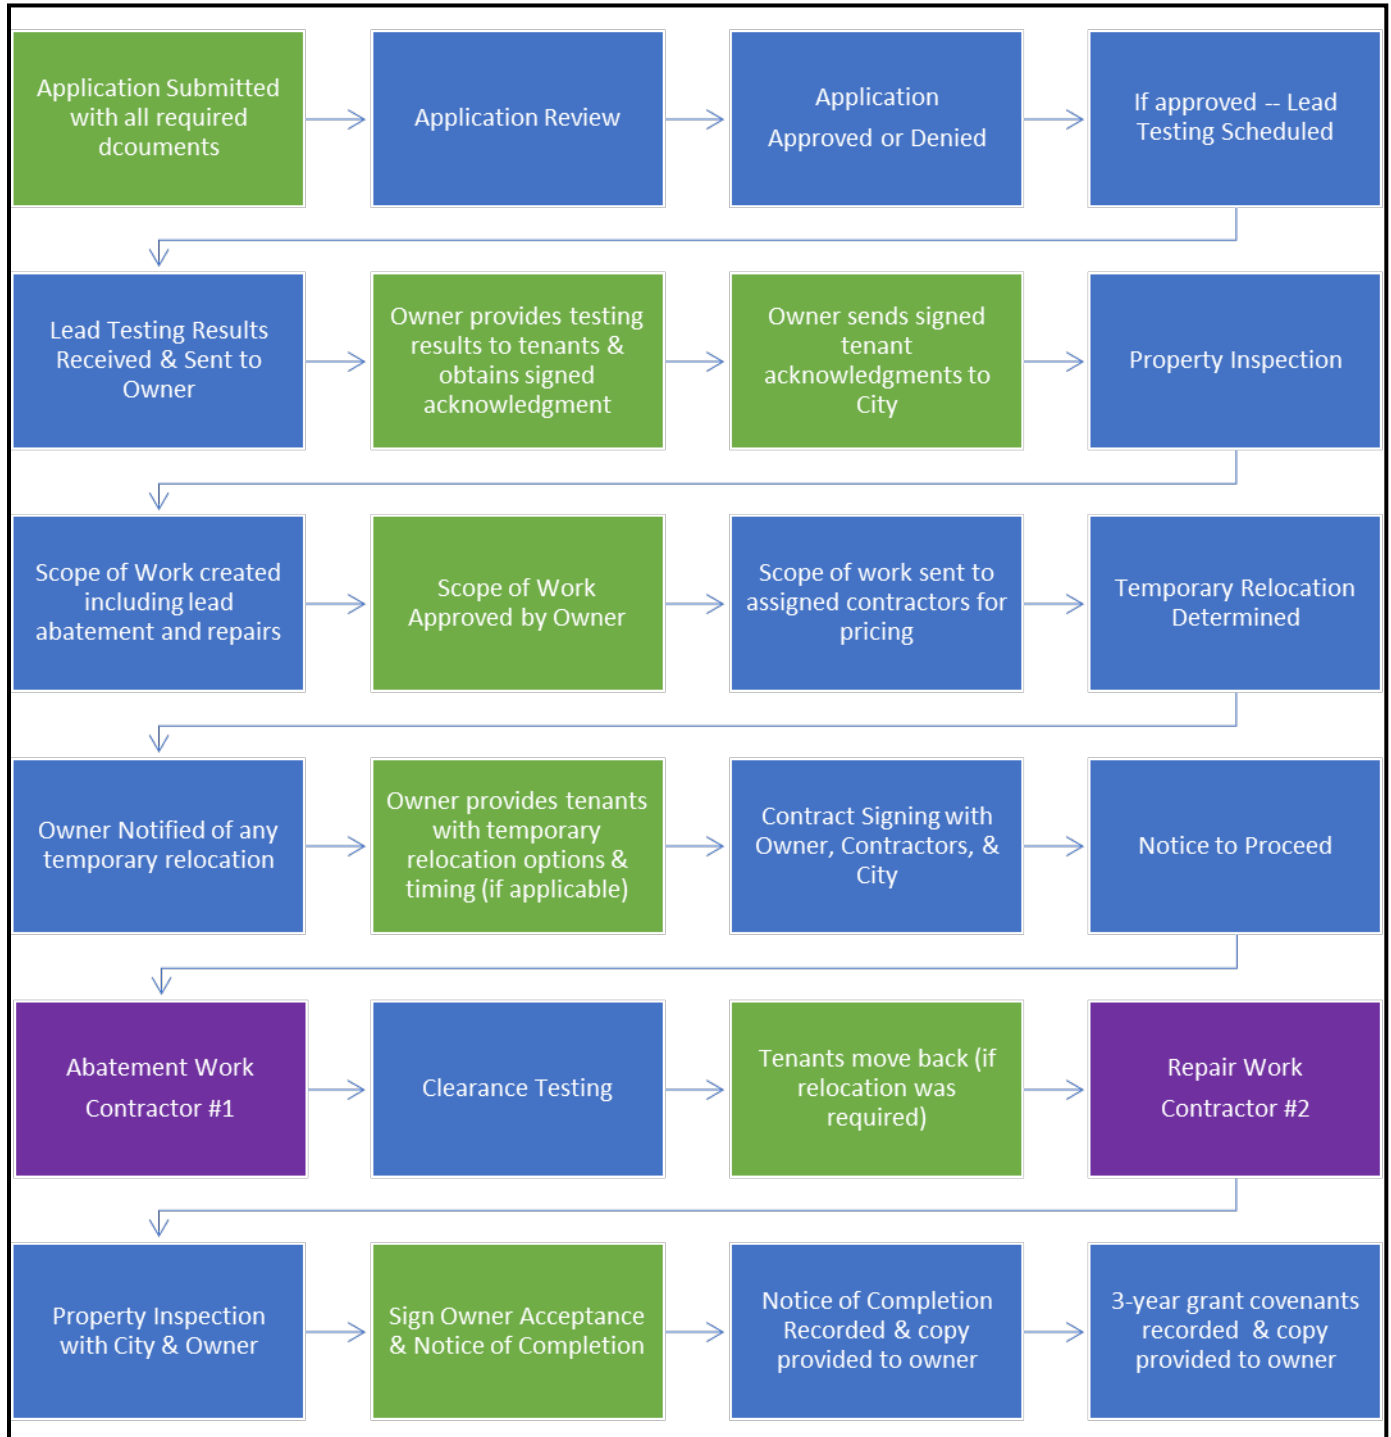 Application Submitted
with all required
dcouments
Application Review
Application
Approved or Denied
If approved -- Lead
Testing Scheduled
Lead Testing Results
Received & Sent to
Owner
Owner provides testing
results to tenants &
obtains signed
acknowledgment
Owner sends signed
tenant
acknowledgments to
City
Property Inspection
Scope of Work created
including lead
abatement and repairs
Scope of Work
Approved by Owner
Scope of work sent to
assigned contractors for
pricing
Temporary Relocation
Determined
Owner Notified of any
temporary relocation
Owner provides tenants
with temporary
relocation options &
timing (if applicable)
Contract Signing with
Owner, Contractors, &
City
Notice to Proceed
Abatement Work
Contractor #1
Clearance Testing
Tenants move back (if
relocation was
required)
Repair Work
Contractor #2
Property Inspection
with City & Owner
Sign Owner Acceptance
& Notice of Completion
Notice of Completion
Recorded & copy
provided to owner
3-year grant covenants
recorded & copy
provided to owner